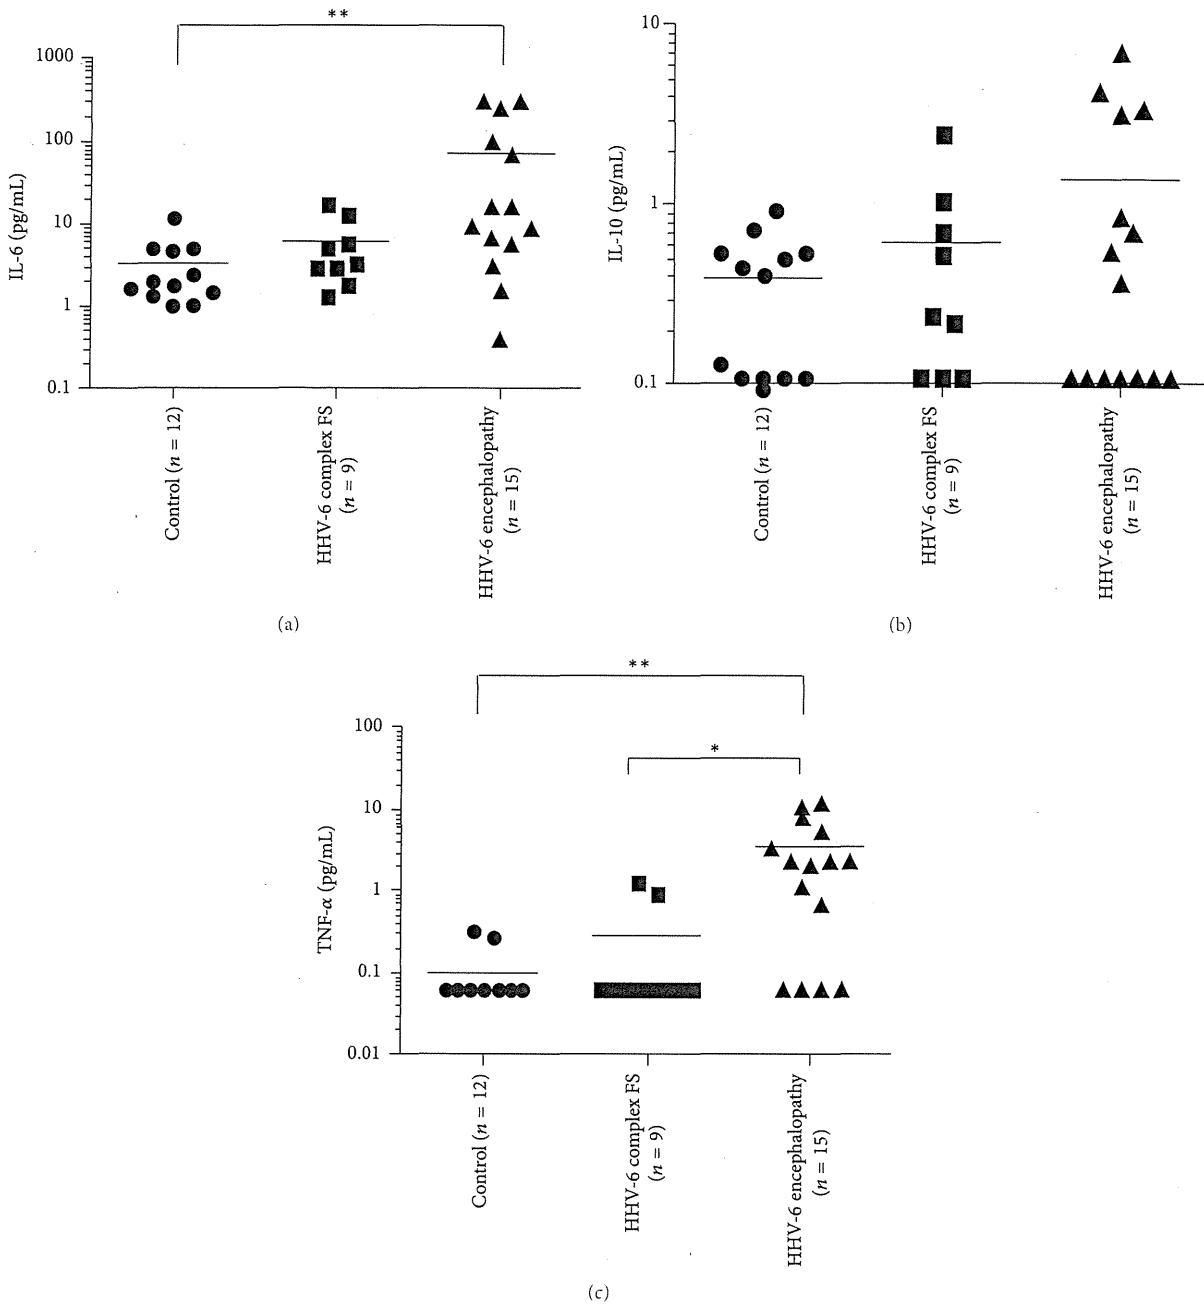 **
1000
100
10
1
0.1
IL-6 (pg/mL)
Control (n = 12)
HHV-6 complex FS
(n = 9)
HHV-6 encephalopathy
(n = 15)
(a)
10
1
0.1
IL-10 (pg/mL)
Control (n = 12)
HHV-6 complex FS
(n = 9)
HHV-6 encephalopathy
(n = 15)
(b)
**
*
100
10
1
0.1
0.01
TNF-α (pg/mL)
Control (n = 12)
HHV-6 complex FS
(n = 9)
HHV-6 encephalopathy
(n = 15)
(c)